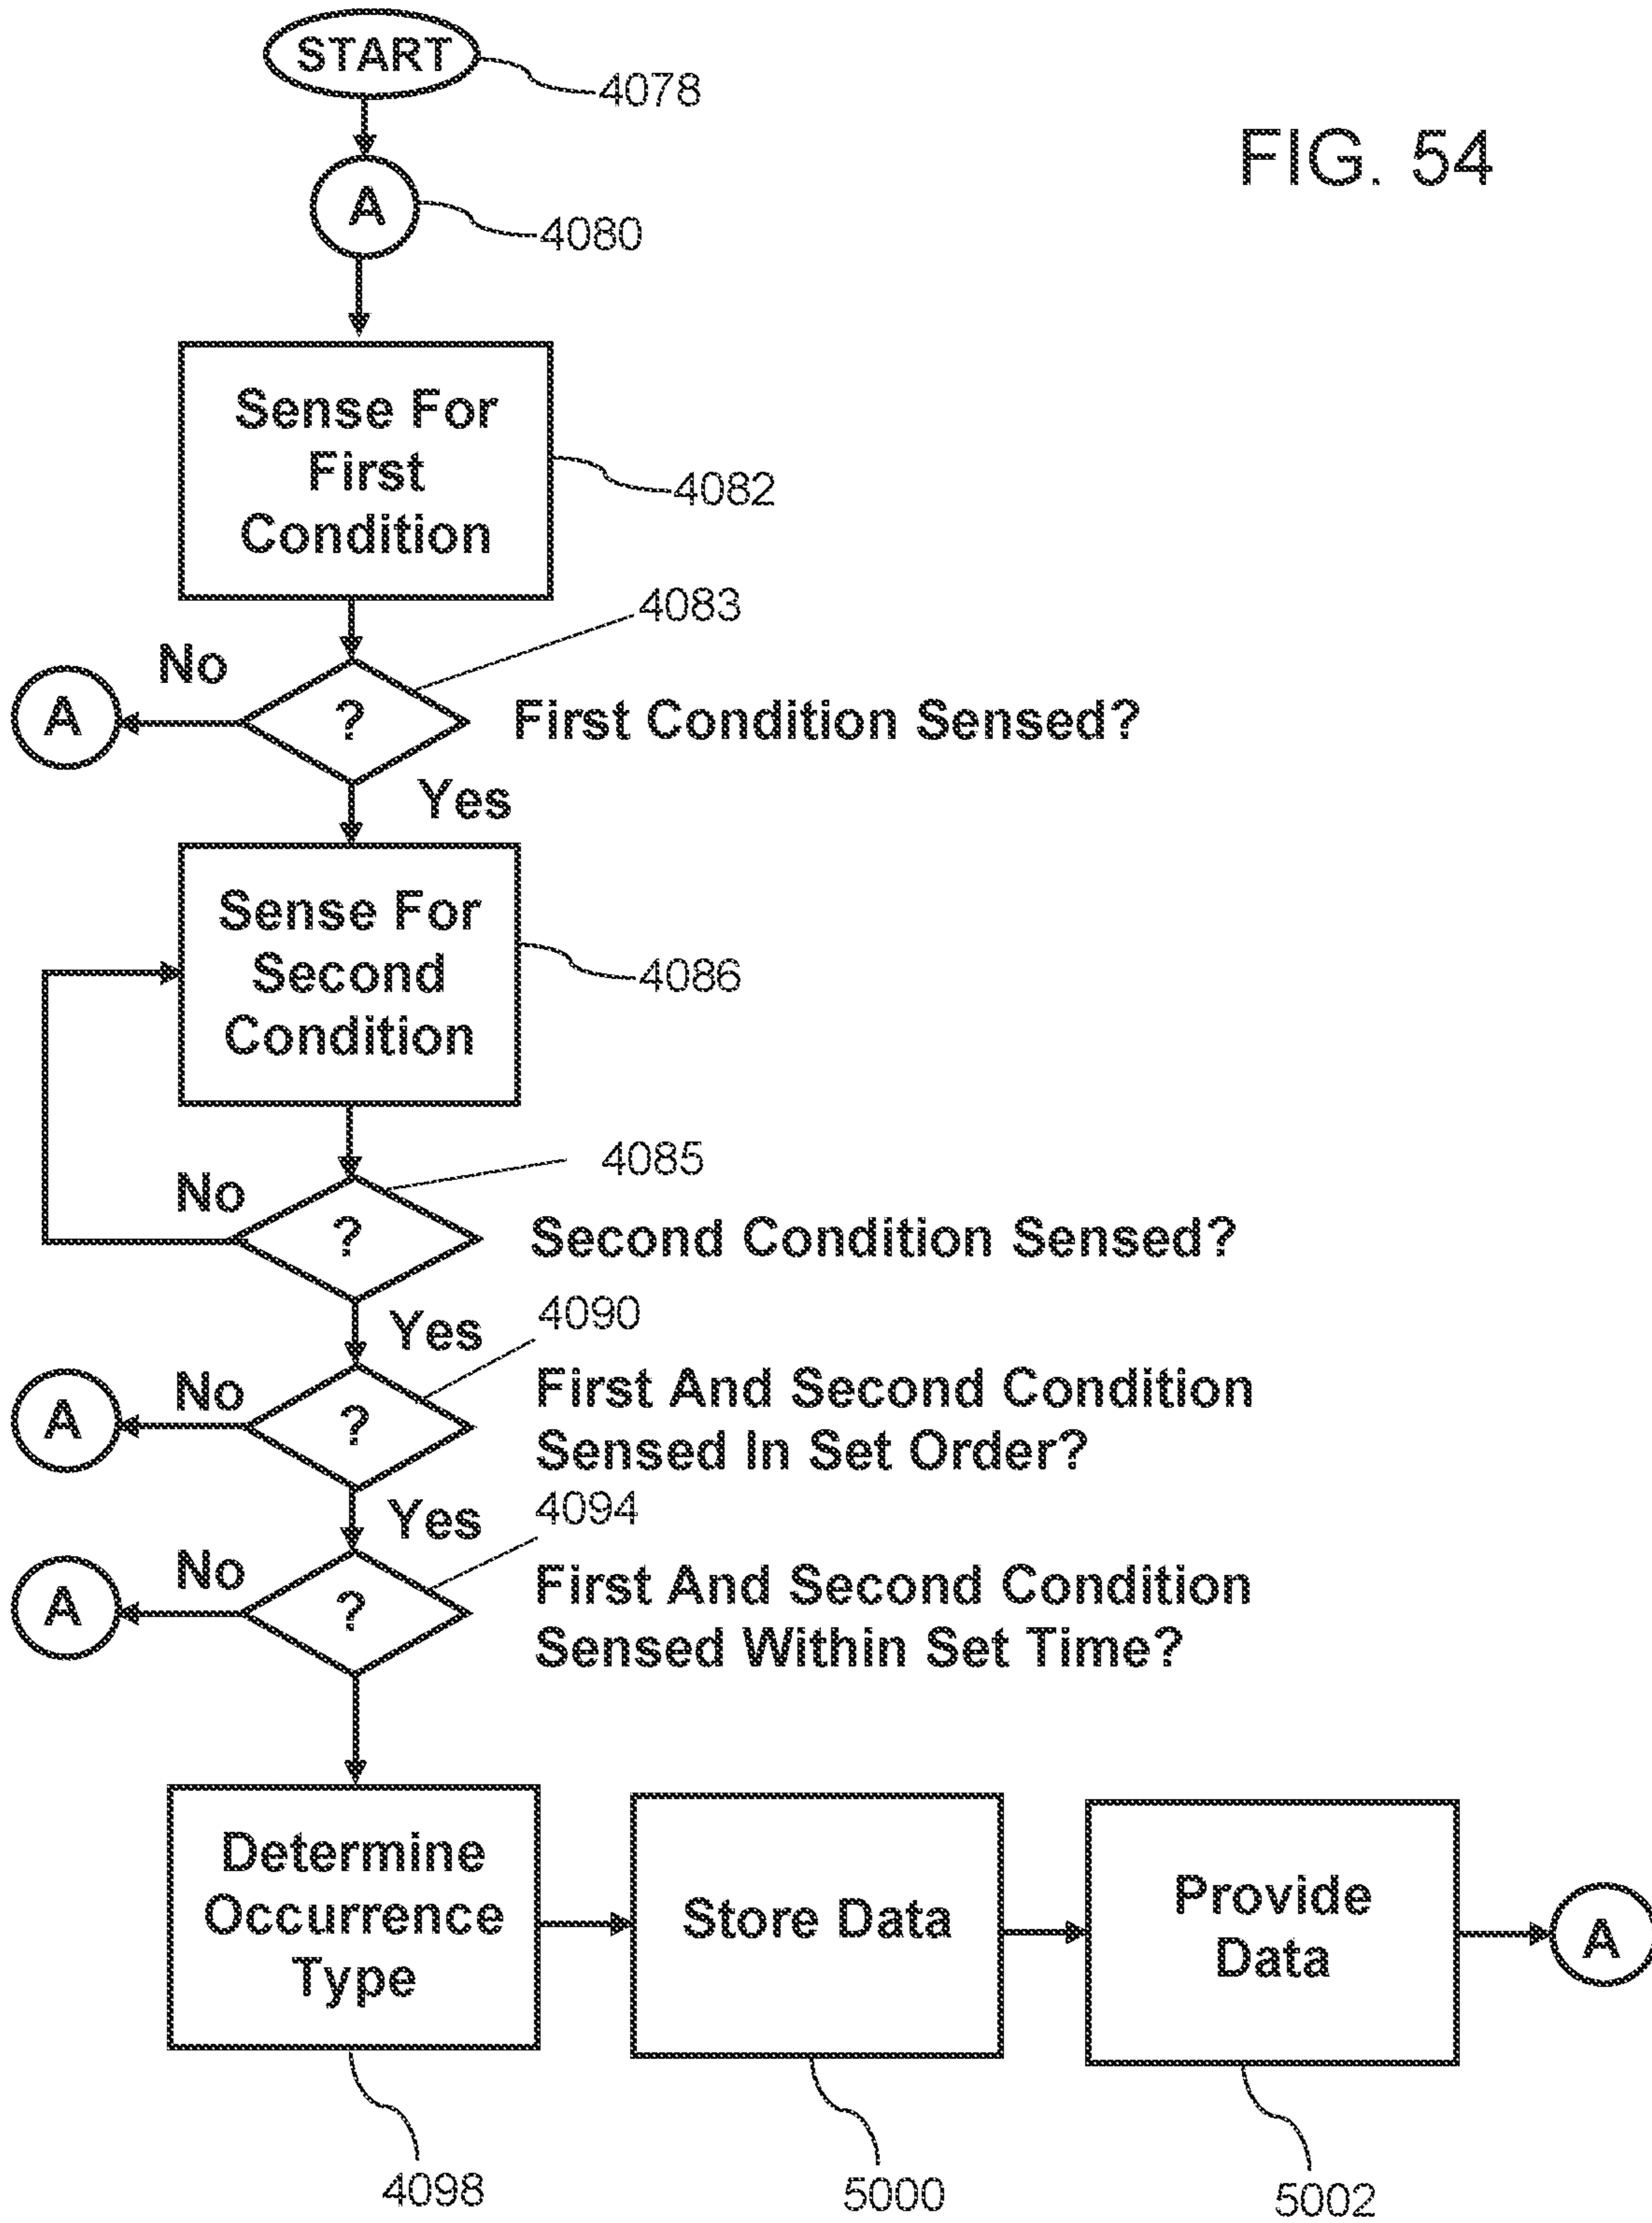 START
4078
FIG. 54
A
4080
Sense For
First
Condition
4082
4083
No
A
?
First Condition Sensed?
Yes
Sense For
Second
Condition
4086
4085
No
?
Second Condition Sensed?
Yes
4090
No
A
?
First And Second Condition
Sensed In Set Order?
Yes
4094
No
A
?
First And Second Condition
Sensed Within Set Time?
Determine
Occurrence
Type
Store Data
Provide
Data
A
4098
5000
5002